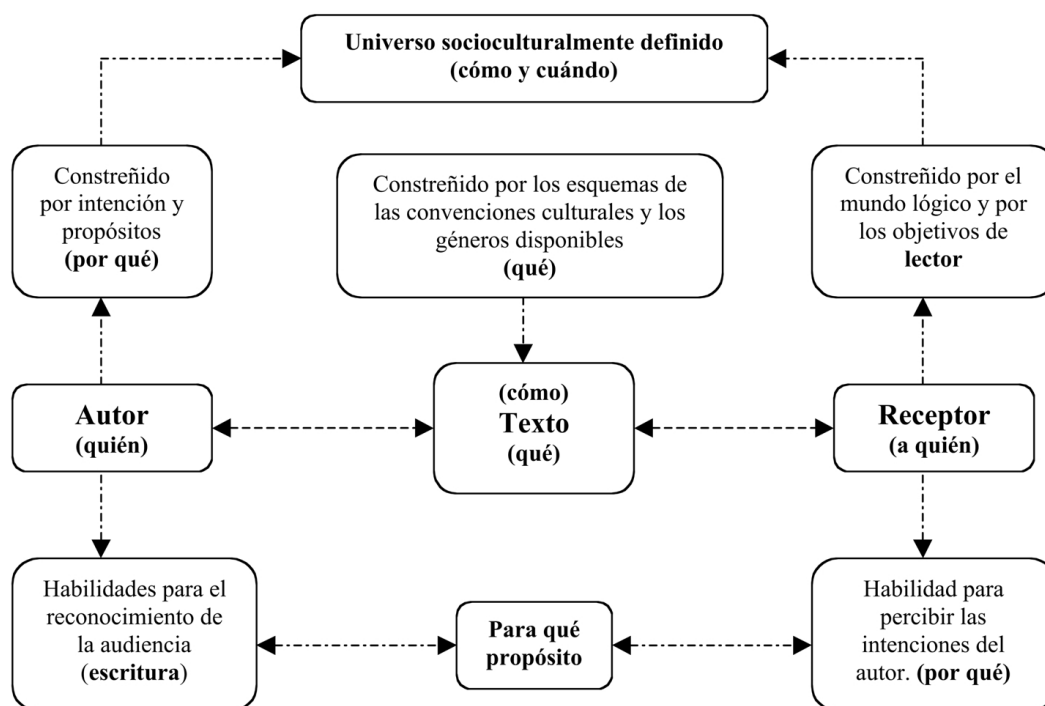 Universo socioculturalmente definido
(cómo y cuándo)
Constreñido
por intención y
propósitos
(por qué)
Constreñido por los esquemas de
las convenciones culturales y los
géneros disponibles
(qué)
Constreñido por el
mundo lógico y por
los objetivos de
lector
Autor
(quién)
(cómo)
Texto
(qué)
Receptor
(a quién)
Habilidades para el
reconocimiento de
la audiencia
(escritura)
Para qué
propósito
Habilidad para
percibir las
intenciones del
autor. (por qué)